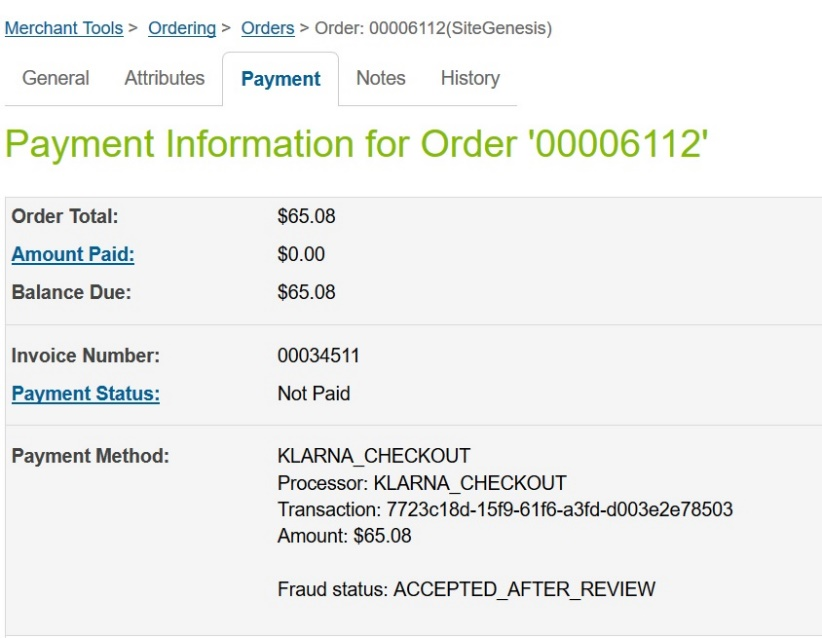 Merchant Tools > Ordering > Orders > Order: 00006112(SiteGenesis)
General Attributes Payment Notes History
Payment Information for Order '00006112'
Order Total: $65.08
Amount Paid: $0.00
Balance Due: $65.08
Invoice Number: 00034511
Payment Status: Not Paid
Payment Method: KLARNA_CHECKOUT
Processor: KLARNA_CHECKOUT
Transaction: 7723c18d-15f9-61f6-a3fd-d003e2e78503
Amount: $65.08
Fraud status: ACCEPTED_AFTER_REVIEW